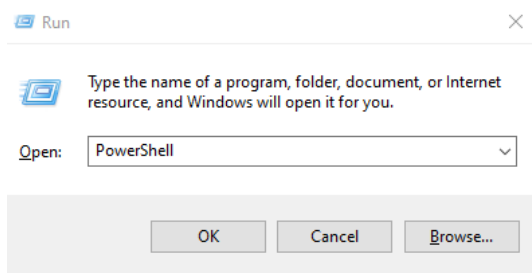 Run
Type the name of a program, folder, document, or Internet
resource, and Windows will open it for you.
Open: PowerShell
OK Cancel Browse...